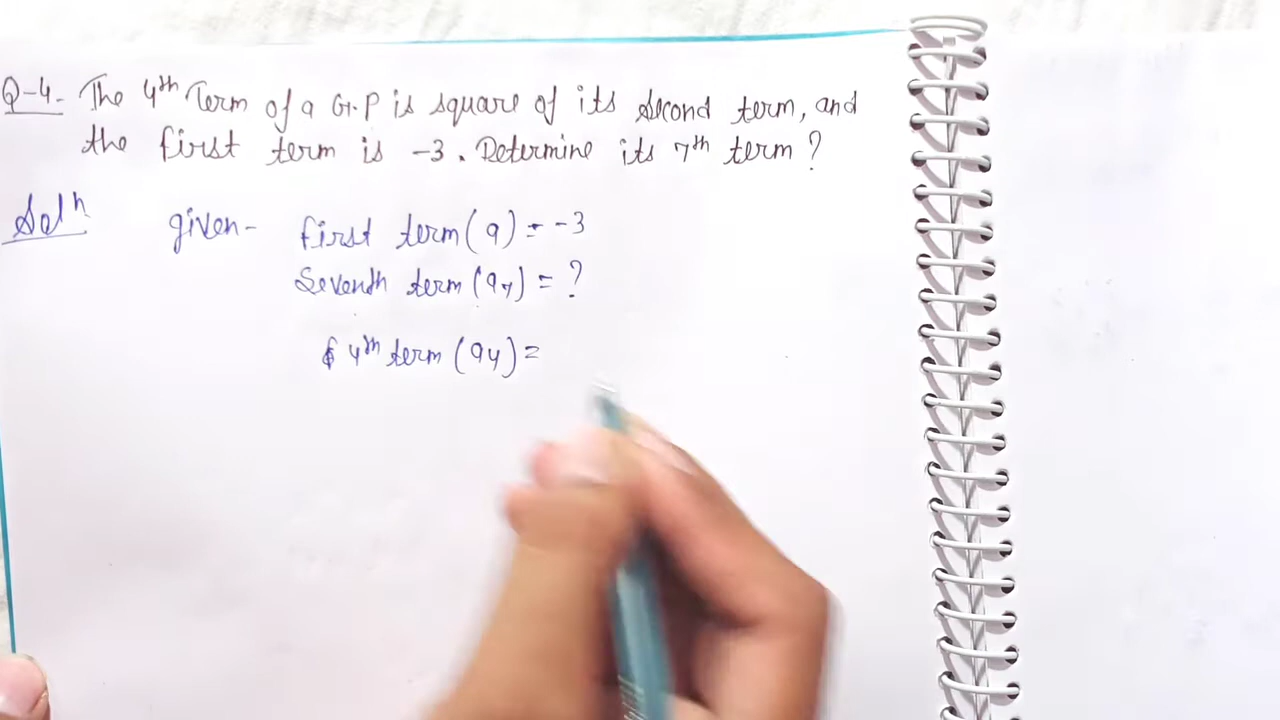 Q-4. The 4th Term of a G.P is square of its second term, and
the first term is -3. Determine its 7th term?
Solⁿ given- first term (a) = -3
Seventh term (a7) = ?
& 4th term (a4) =